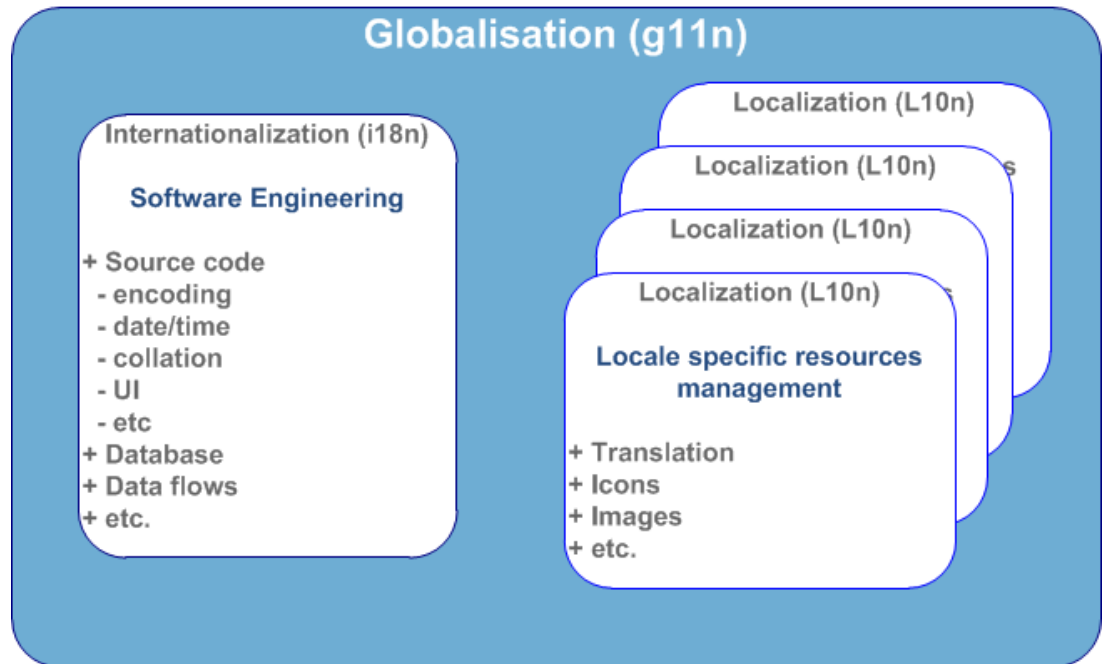 Globalisation (g11n)
Internationalization (i18n)
Software Engineering
+ Source code
- encoding
- date/time
- collation
- UI
- etc
+ Database
+ Data flows
+ etc.
Localization (L10n)
Localization (L10n)
Localization (L10n)
Localization (L10n)
Locale specific resources
management
+ Translation
+ Icons
+ Images
+ etc.